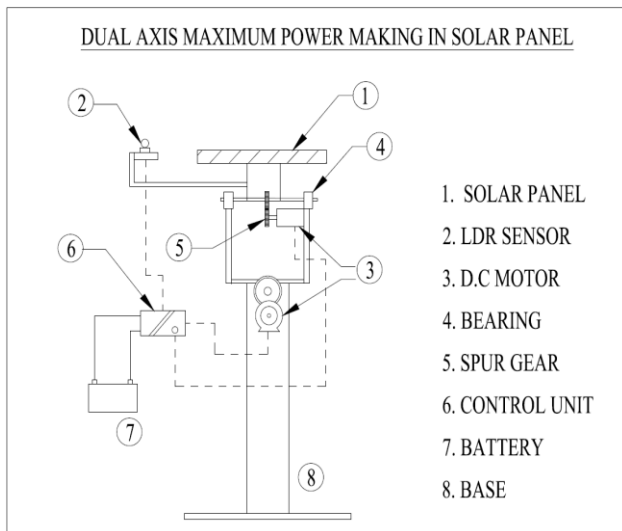 DUAL AXIS MAXIMUM POWER MAKING IN SOLAR PANEL
1
2
4
5
3
6
7
8
1. SOLAR PANEL
2. LDR SENSOR
3. D.C MOTOR
4. BEARING
5. SPUR GEAR
6. CONTROL UNIT
7. BATTERY
8. BASE